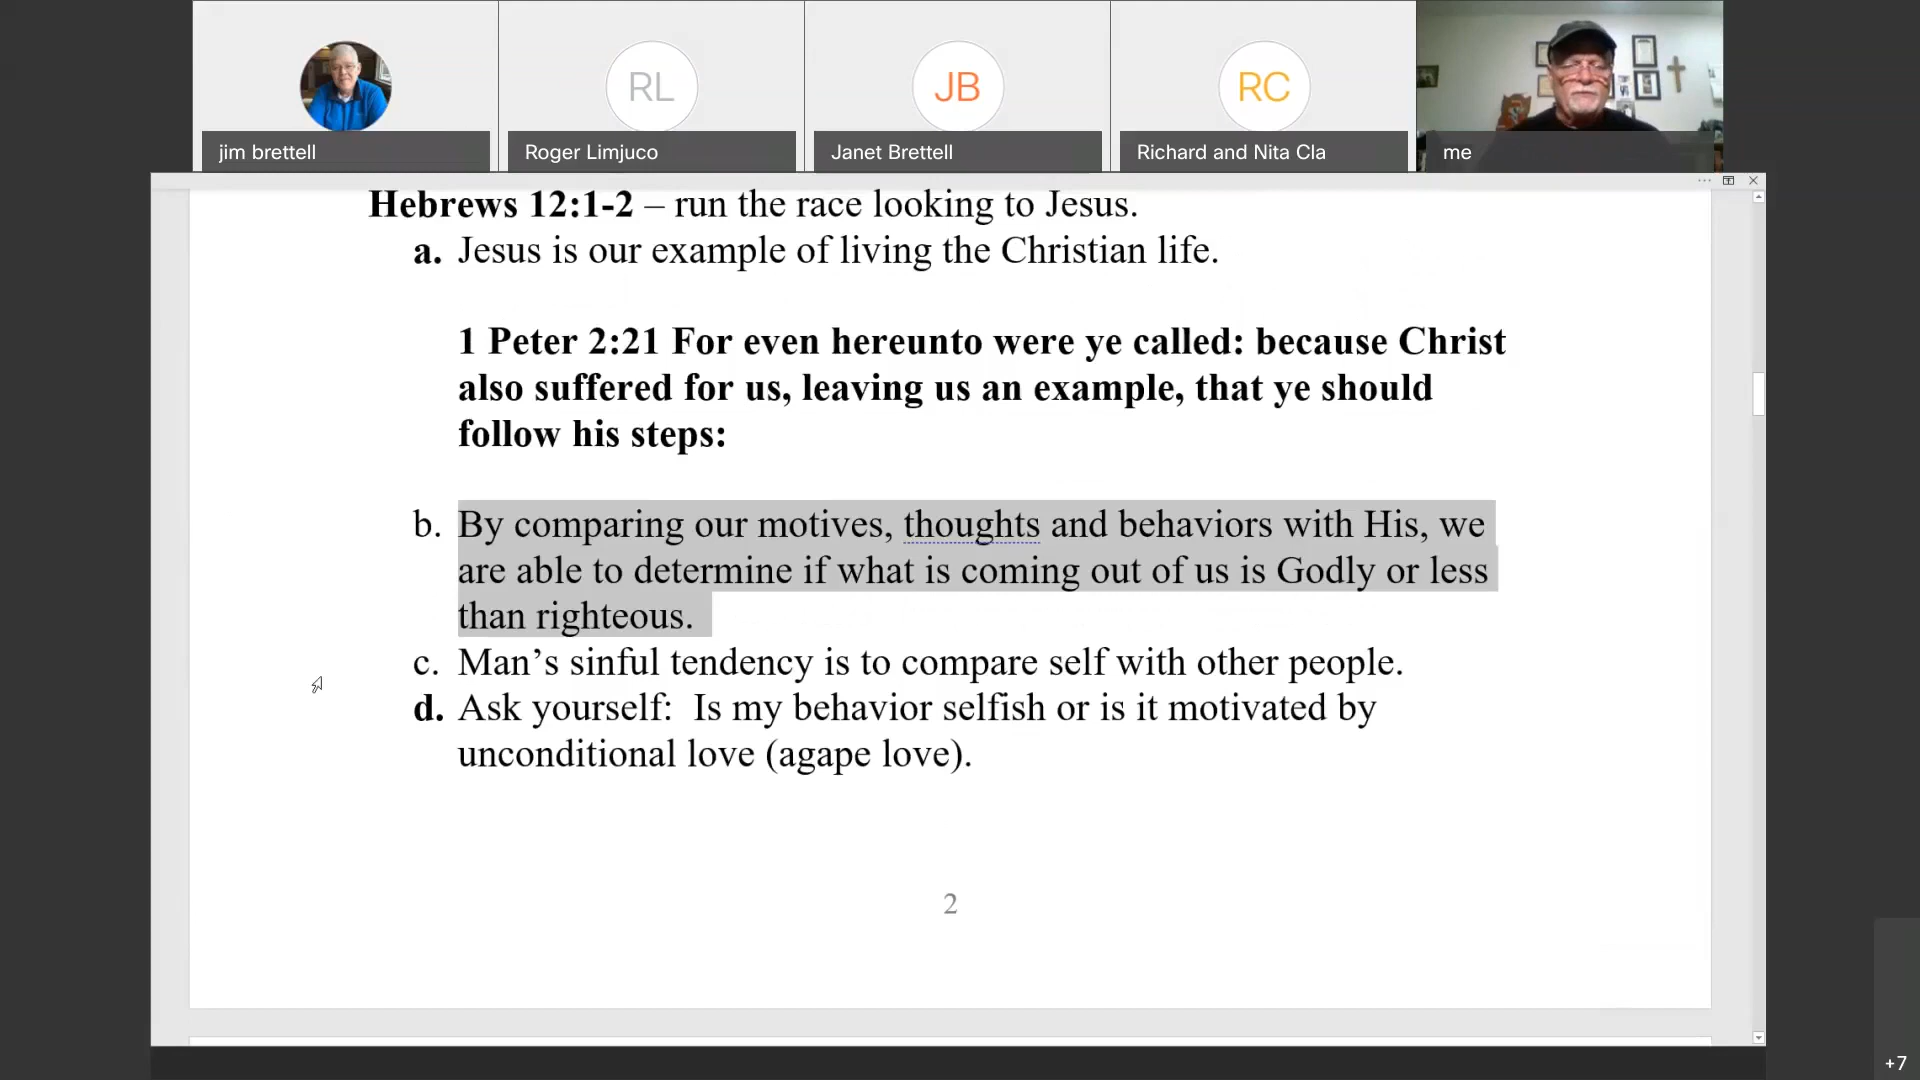 RL
JB
RC
jim brettell
Roger Limjuco
Janet Brettell
Richard and Nita Cla
me
Hebrews 12:1-2 – run the race looking to Jesus.
a. Jesus is our example of living the Christian life.
1 Peter 2:21 For even hereunto were ye called: because Christ
also suffered for us, leaving us an example, that ye should
follow his steps:
b. By comparing our motives, thoughts and behaviors with His, we
are able to determine if what is coming out of us is Godly or less
than righteous.
c. Man’s sinful tendency is to compare self with other people.
d. Ask yourself:  Is my behavior selfish or is it motivated by
unconditional love (agape love).
2
+7